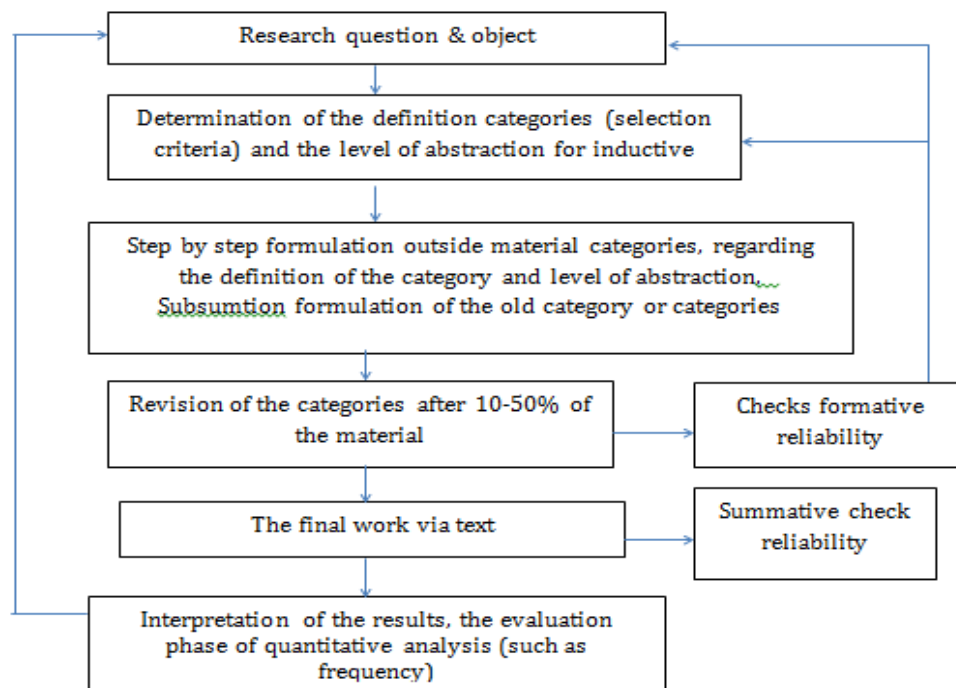 Research question & object
Determination of the definition categories (selection
criteria) and the level of abstraction for inductive
Step by step formulation outside material categories, regarding
the definition of the category and level of abstraction,
Subsumtion formulation of the old category or categories
Revision of the categories after 10-50% of
the material
Checks formative
reliability
The final work via text
Summative check
reliability
Interpretation of the results, the evaluation
phase of quantitative analysis (such as
frequency)